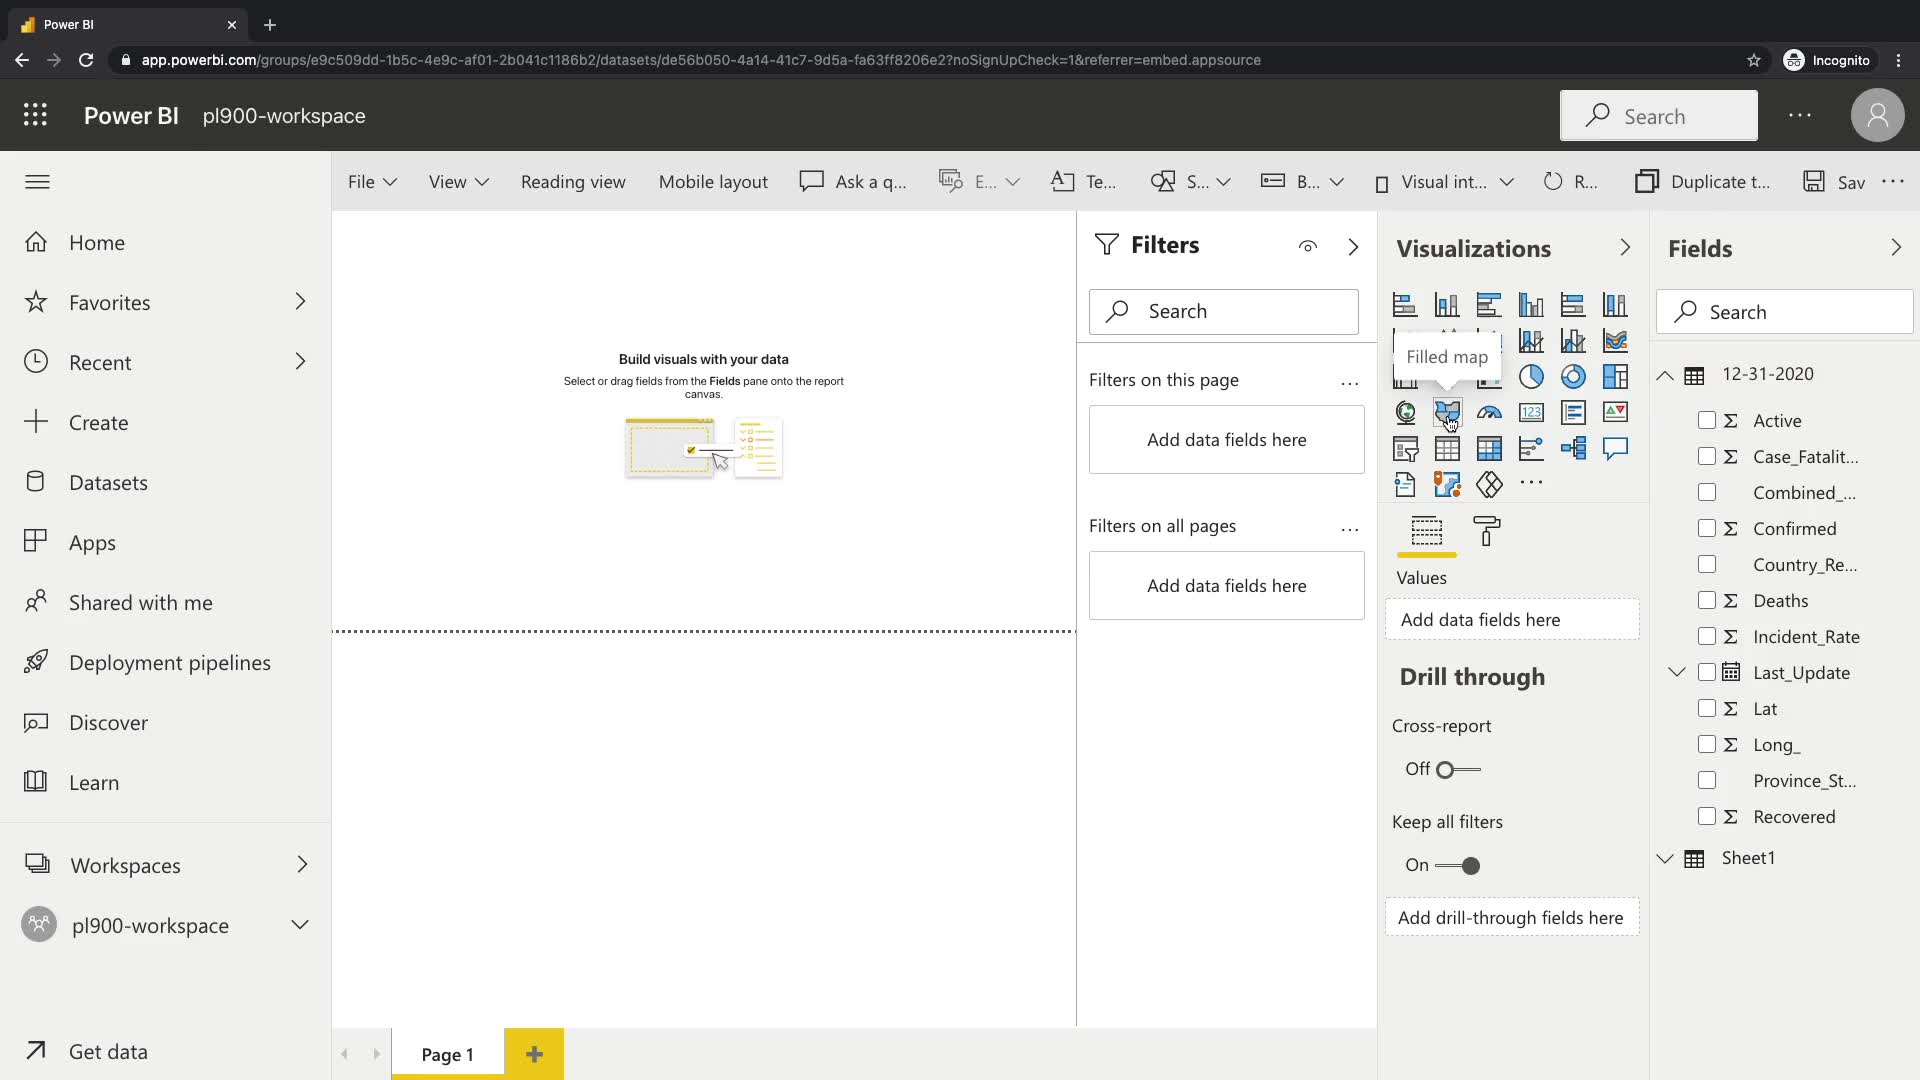 Power BI
app.powerbi.com/groups/e9c509dd-1b5c-4e9c-af01-2b041c1186b2/datasets/de56b050-4a14-41c7-9d5a-fa63ff8206e2?noSignUpCheck=1&referrer=embed.appsource
Incognito
Power BI pl900-workspace
Search
File View Reading view Mobile layout Ask a q... E... Te... S... B... Visual int... R... Duplicate t... Sav
Home
Favorites
Recent
Create
Datasets
Apps
Shared with me
Deployment pipelines
Discover
Learn
Workspaces
pl900-workspace
Get data
Build visuals with your data
Select or drag fields from the Fields pane onto the report
canvas.
Page 1
Filters
Search
Filters on this page
Add data fields here
Filters on all pages
Add data fields here
Visualizations
Filled map
123
Values
Add data fields here
Drill through
Cross-report
Off
Keep all filters
On
Add drill-through fields here
Fields
Search
12-31-2020
Active
Case_Fatalit...
Combined_...
Confirmed
Country_Re...
Deaths
Incident_Rate
Last_Update
Lat
Long_
Province_St...
Recovered
Sheet1